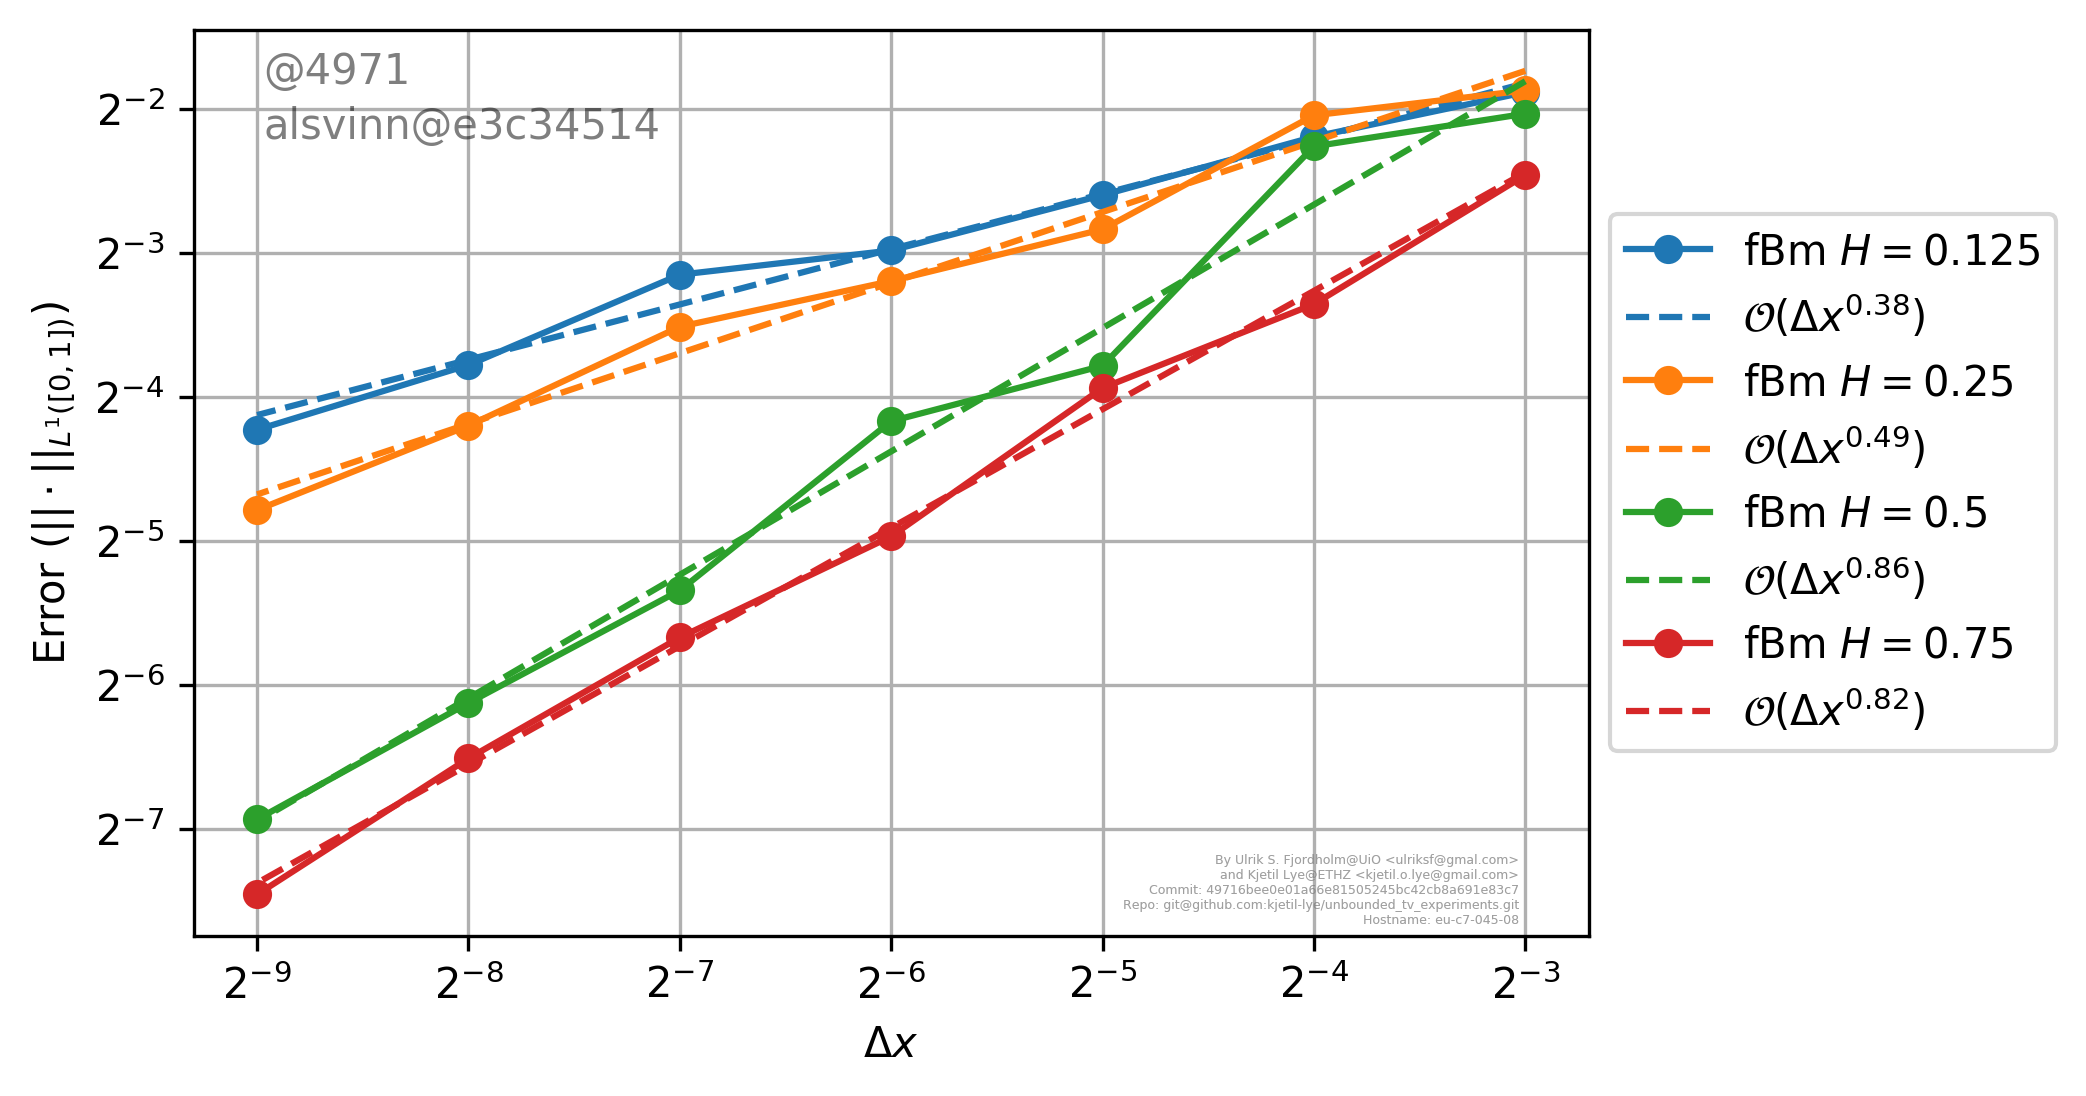 @4971
alsvinn@e3c34514
Error (|| · ||_{L^1([0, 1])})
2^{-2}
2^{-3}
2^{-4}
2^{-5}
2^{-6}
2^{-7}
2^{-9}
2^{-8}
2^{-7}
2^{-6}
2^{-5}
2^{-4}
2^{-3}
Δx
fBm H = 0.125
𝒪(Δx^{0.38})
fBm H = 0.25
𝒪(Δx^{0.49})
fBm H = 0.5
𝒪(Δx^{0.86})
fBm H = 0.75
𝒪(Δx^{0.82})
By Ulrik S. Fjordholm@UiO <ulriksf@gmal.com>
and Kjetil Lye@ETHZ <kjetil.o.lye@gmail.com>
Commit: 49716bee0e01a66e81505245bc42cb8a691e83c7
Repo: git@github.com:kjetil-lye/unbounded_tv_experiments.git
Hostname: eu-c7-045-08